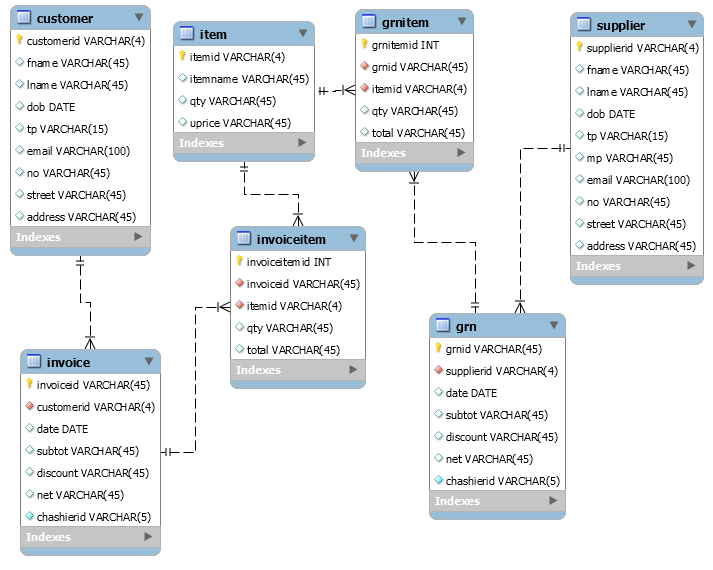 customer
customerid VARCHAR(4)
fname VARCHAR(45)
lname VARCHAR(45)
dob DATE
tp VARCHAR(15)
email VARCHAR(100)
no VARCHAR(45)
street VARCHAR(45)
address VARCHAR(45)
Indexes
item
itemid VARCHAR(4)
itemname VARCHAR(45)
qty VARCHAR(45)
uprice VARCHAR(45)
Indexes
grnitem
grnitemid INT
grnid VARCHAR(45)
itemid VARCHAR(4)
qty VARCHAR(45)
total VARCHAR(45)
Indexes
supplier
supplierid VARCHAR(4)
fname VARCHAR(45)
lname VARCHAR(45)
dob DATE
tp VARCHAR(15)
mp VARCHAR(45)
email VARCHAR(100)
no VARCHAR(45)
street VARCHAR(45)
address VARCHAR(45)
Indexes
invoiceitem
invoiceitemid INT
invoiceid VARCHAR(45)
itemid VARCHAR(4)
qty VARCHAR(45)
total VARCHAR(45)
Indexes
invoice
invoiceid VARCHAR(45)
customerid VARCHAR(4)
date DATE
subtot VARCHAR(45)
discount VARCHAR(45)
net VARCHAR(45)
chashierid VARCHAR(5)
Indexes
grn
grnid VARCHAR(45)
supplierid VARCHAR(4)
date DATE
subtot VARCHAR(45)
discount VARCHAR(45)
net VARCHAR(45)
chashierid VARCHAR(5)
Indexes